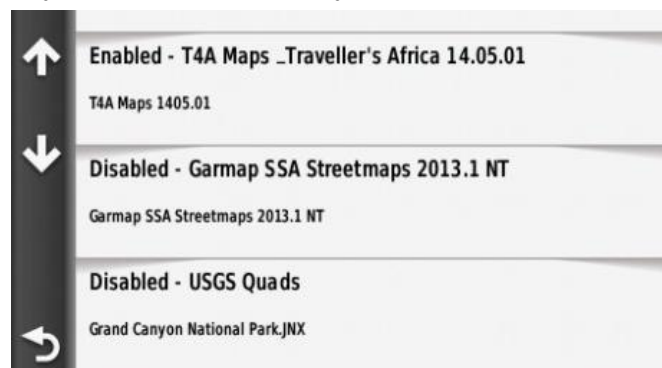 Enabled - T4A Maps _Traveller's Africa 14.05.01
T4A Maps 1405.01
Disabled - Garmap SSA Streetmaps 2013.1 NT
Garmap SSA Streetmaps 2013.1 NT
Disabled - USGS Quads
Grand Canyon National Park.JNX